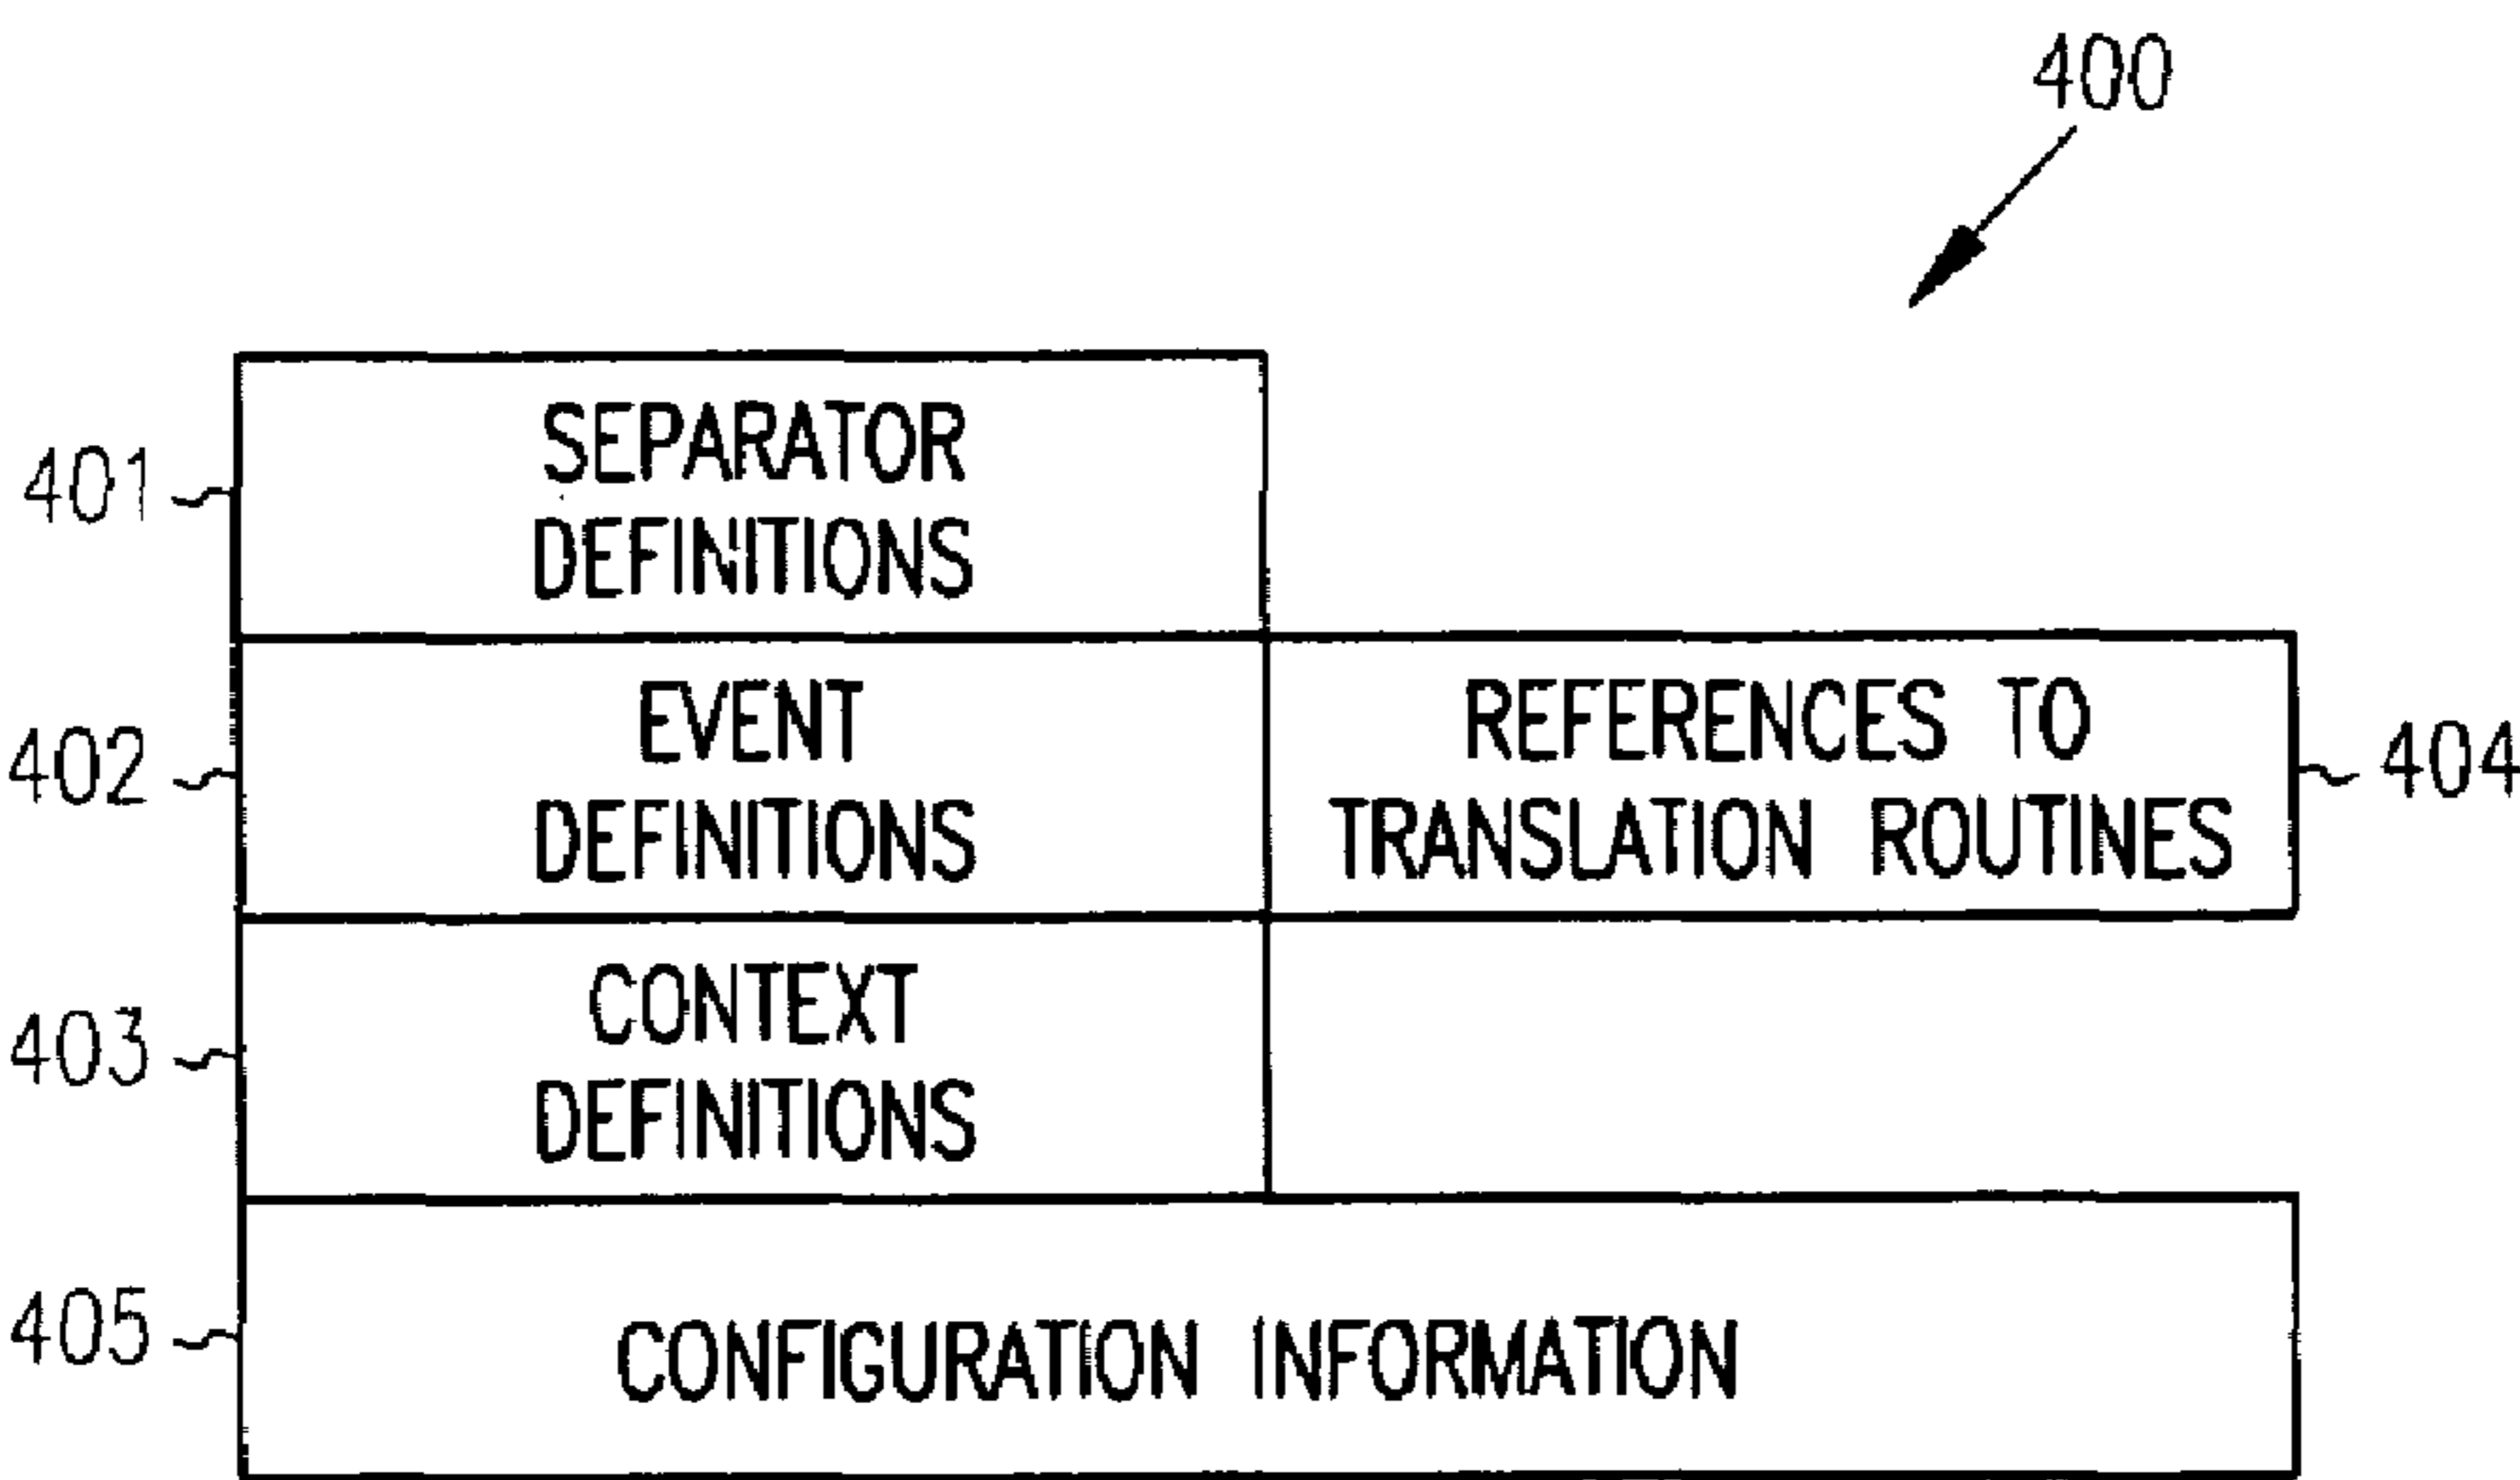 400
401
SEPARATOR
DEFINITIONS
402
EVENT
DEFINITIONS
REFERENCES TO
TRANSLATION ROUTINES
404
403
CONTEXT
DEFINITIONS
405
CONFIGURATION INFORMATION